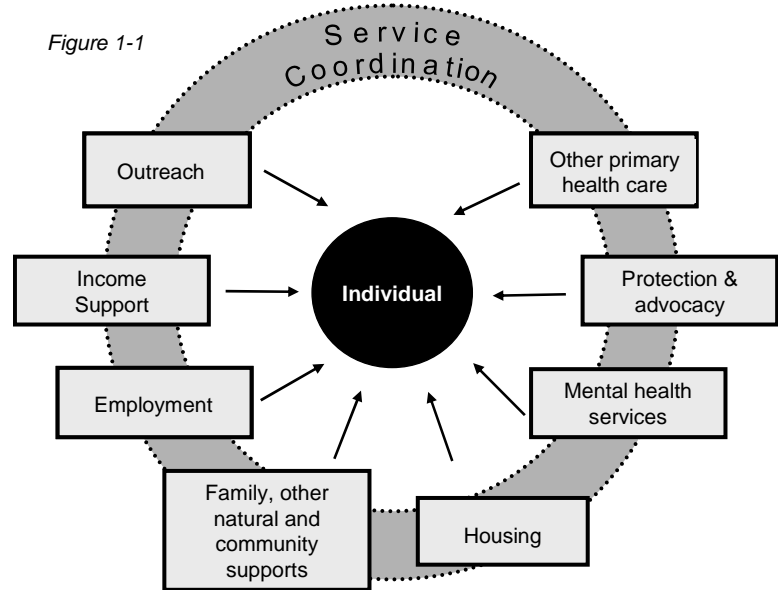 Figure 1-1
Service
Coordination
Outreach
Other primary
health care
Income
Support
Individual
Protection &
advocacy
Employment
Mental health
services
Family, other
natural and
community
supports
Housing